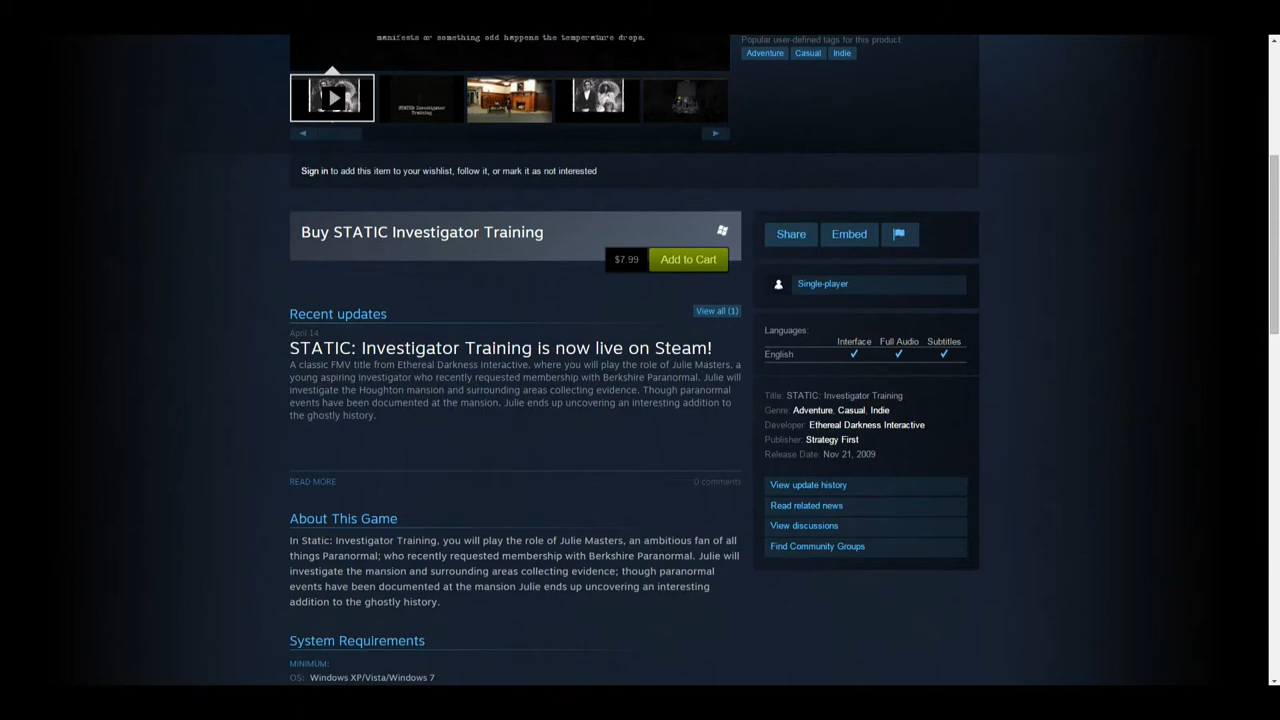 manifests or something odd happens the temperature drops.
Popular user-defined tags for this product:
Adventure Casual Indie
STATIC: Investigator
Training
Sign in to add this item to your wishlist, follow it, or mark it as not interested
Buy STATIC Investigator Training
$7.99 Add to Cart
Share Embed
Single-player
Recent updates
View all (1)
April 14
STATIC: Investigator Training is now live on Steam!
A classic FMV title from Ethereal Darkness Interactive, where you will play the role of Julie Masters, a
young aspiring investigator who recently requested membership with Berkshire Paranormal. Julie will
investigate the Houghton mansion and surrounding areas collecting evidence. Though paranormal
events have been documented at the mansion, Julie ends up uncovering an interesting addition to
the ghostly history.
READ MORE
0 comments
Languages:
Interface Full Audio Subtitles
English ✓ ✓ ✓
Title: STATIC: Investigator Training
Genre: Adventure, Casual, Indie
Developer: Ethereal Darkness Interactive
Publisher: Strategy First
Release Date: Nov 21, 2009
View update history
Read related news
View discussions
Find Community Groups
About This Game
In Static: Investigator Training, you will play the role of Julie Masters, an ambitious fan of all
things Paranormal; who recently requested membership with Berkshire Paranormal. Julie will
investigate the mansion and surrounding areas collecting evidence; though paranormal
events have been documented at the mansion Julie ends up uncovering an interesting
addition to the ghostly history.
System Requirements
MINIMUM:
OS: Windows XP/Vista/Windows 7